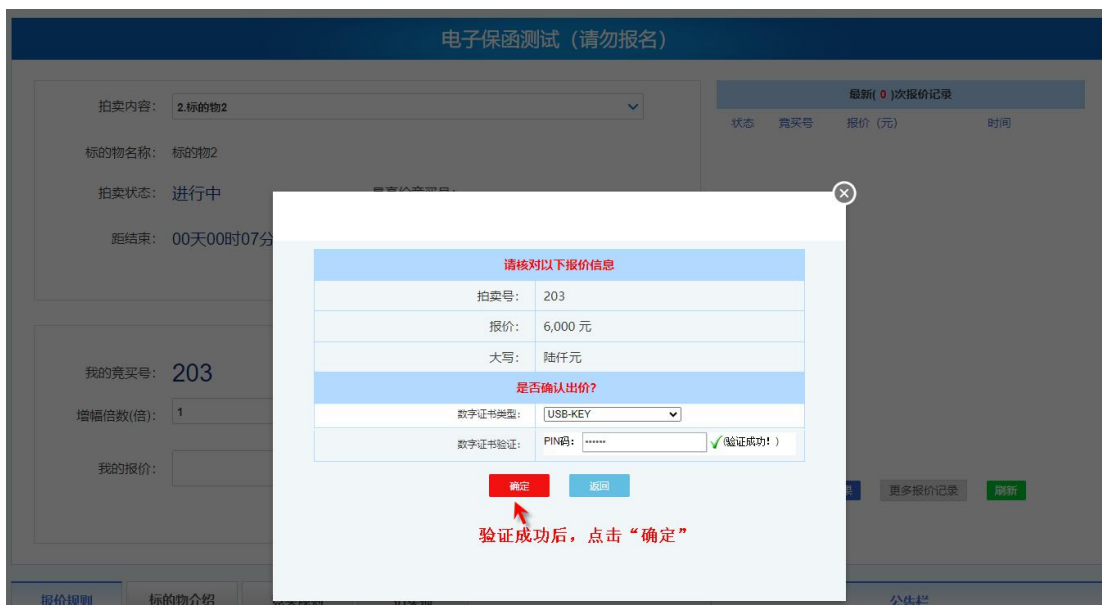 电子保函测试（请勿报名）
拍卖内容： 2.标的物2
标的物名称： 标的物2
拍卖状态： 进行中
距结束： 00天00时07分
最新( 0 )次报价记录
状态 竞买号 报价（元） 时间
请核对以下报价信息
拍卖号： 203
报价： 6,000 元
大写： 陆仟元
是否确认出价?
数字证书类型： USB-KEY
数字证书验证： PIN码： ······ (验证成功！)
确定 返回
验证成功后，点击“确定”
我的竞买号： 203
增幅倍数(倍)： 1
我的报价：
更多报价记录 刷新
报价规则 标的物介绍
公告栏